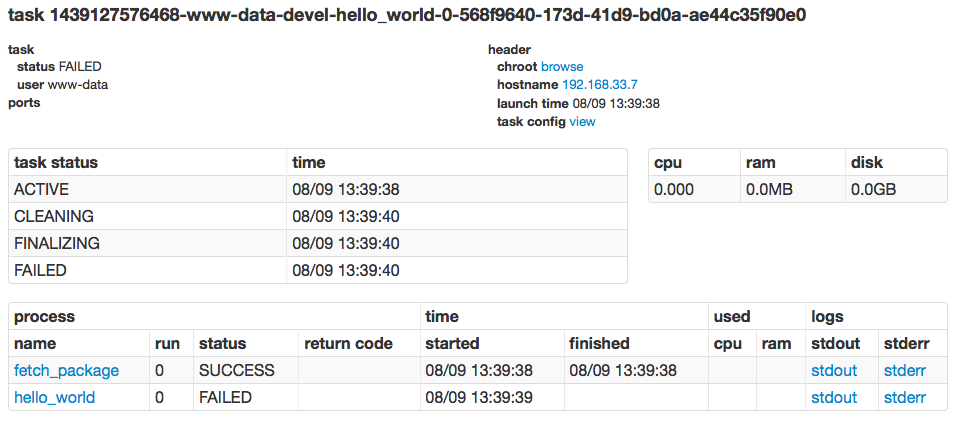 task 1439127576468-www-data-devel-hello_world-0-568f9640-173d-41d9-bd0a-ae44c35f90e0
task
status FAILED
user www-data
ports
header
chroot browse
hostname 192.168.33.7
launch time 08/09 13:39:38
task config view
task status time
ACTIVE 08/09 13:39:38
CLEANING 08/09 13:39:40
FINALIZING 08/09 13:39:40
FAILED 08/09 13:39:40
cpu ram disk
0.000 0.0MB 0.0GB
process time used logs
name run status return code started finished cpu ram stdout stderr
fetch_package 0 SUCCESS 08/09 13:39:38 08/09 13:39:38 stdout stderr
hello_world 0 FAILED 08/09 13:39:39 stdout stderr